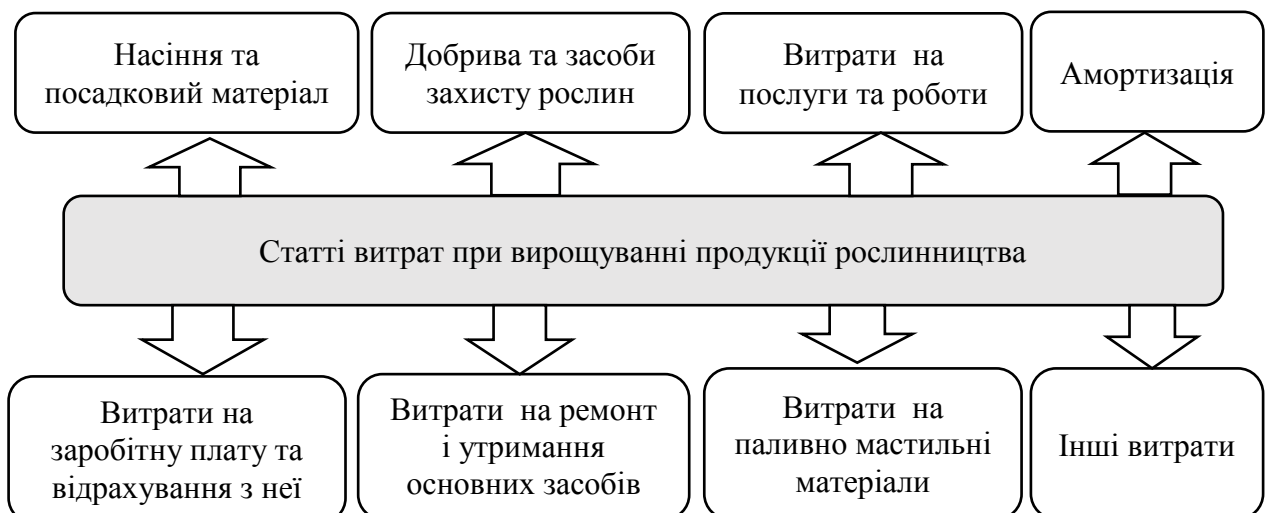 Насіння та
посадковий матеріал
Добрива та засоби
захисту рослин
Витрати на
послуги та роботи
Амортизація
Статті витрат при вирощуванні продукції рослинництва
Витрати на
заробітну плату та
відрахування з неї
Витрати на ремонт
і утримання
основних засобів
Витрати на
паливно мастильні
матеріали
Інші витрати